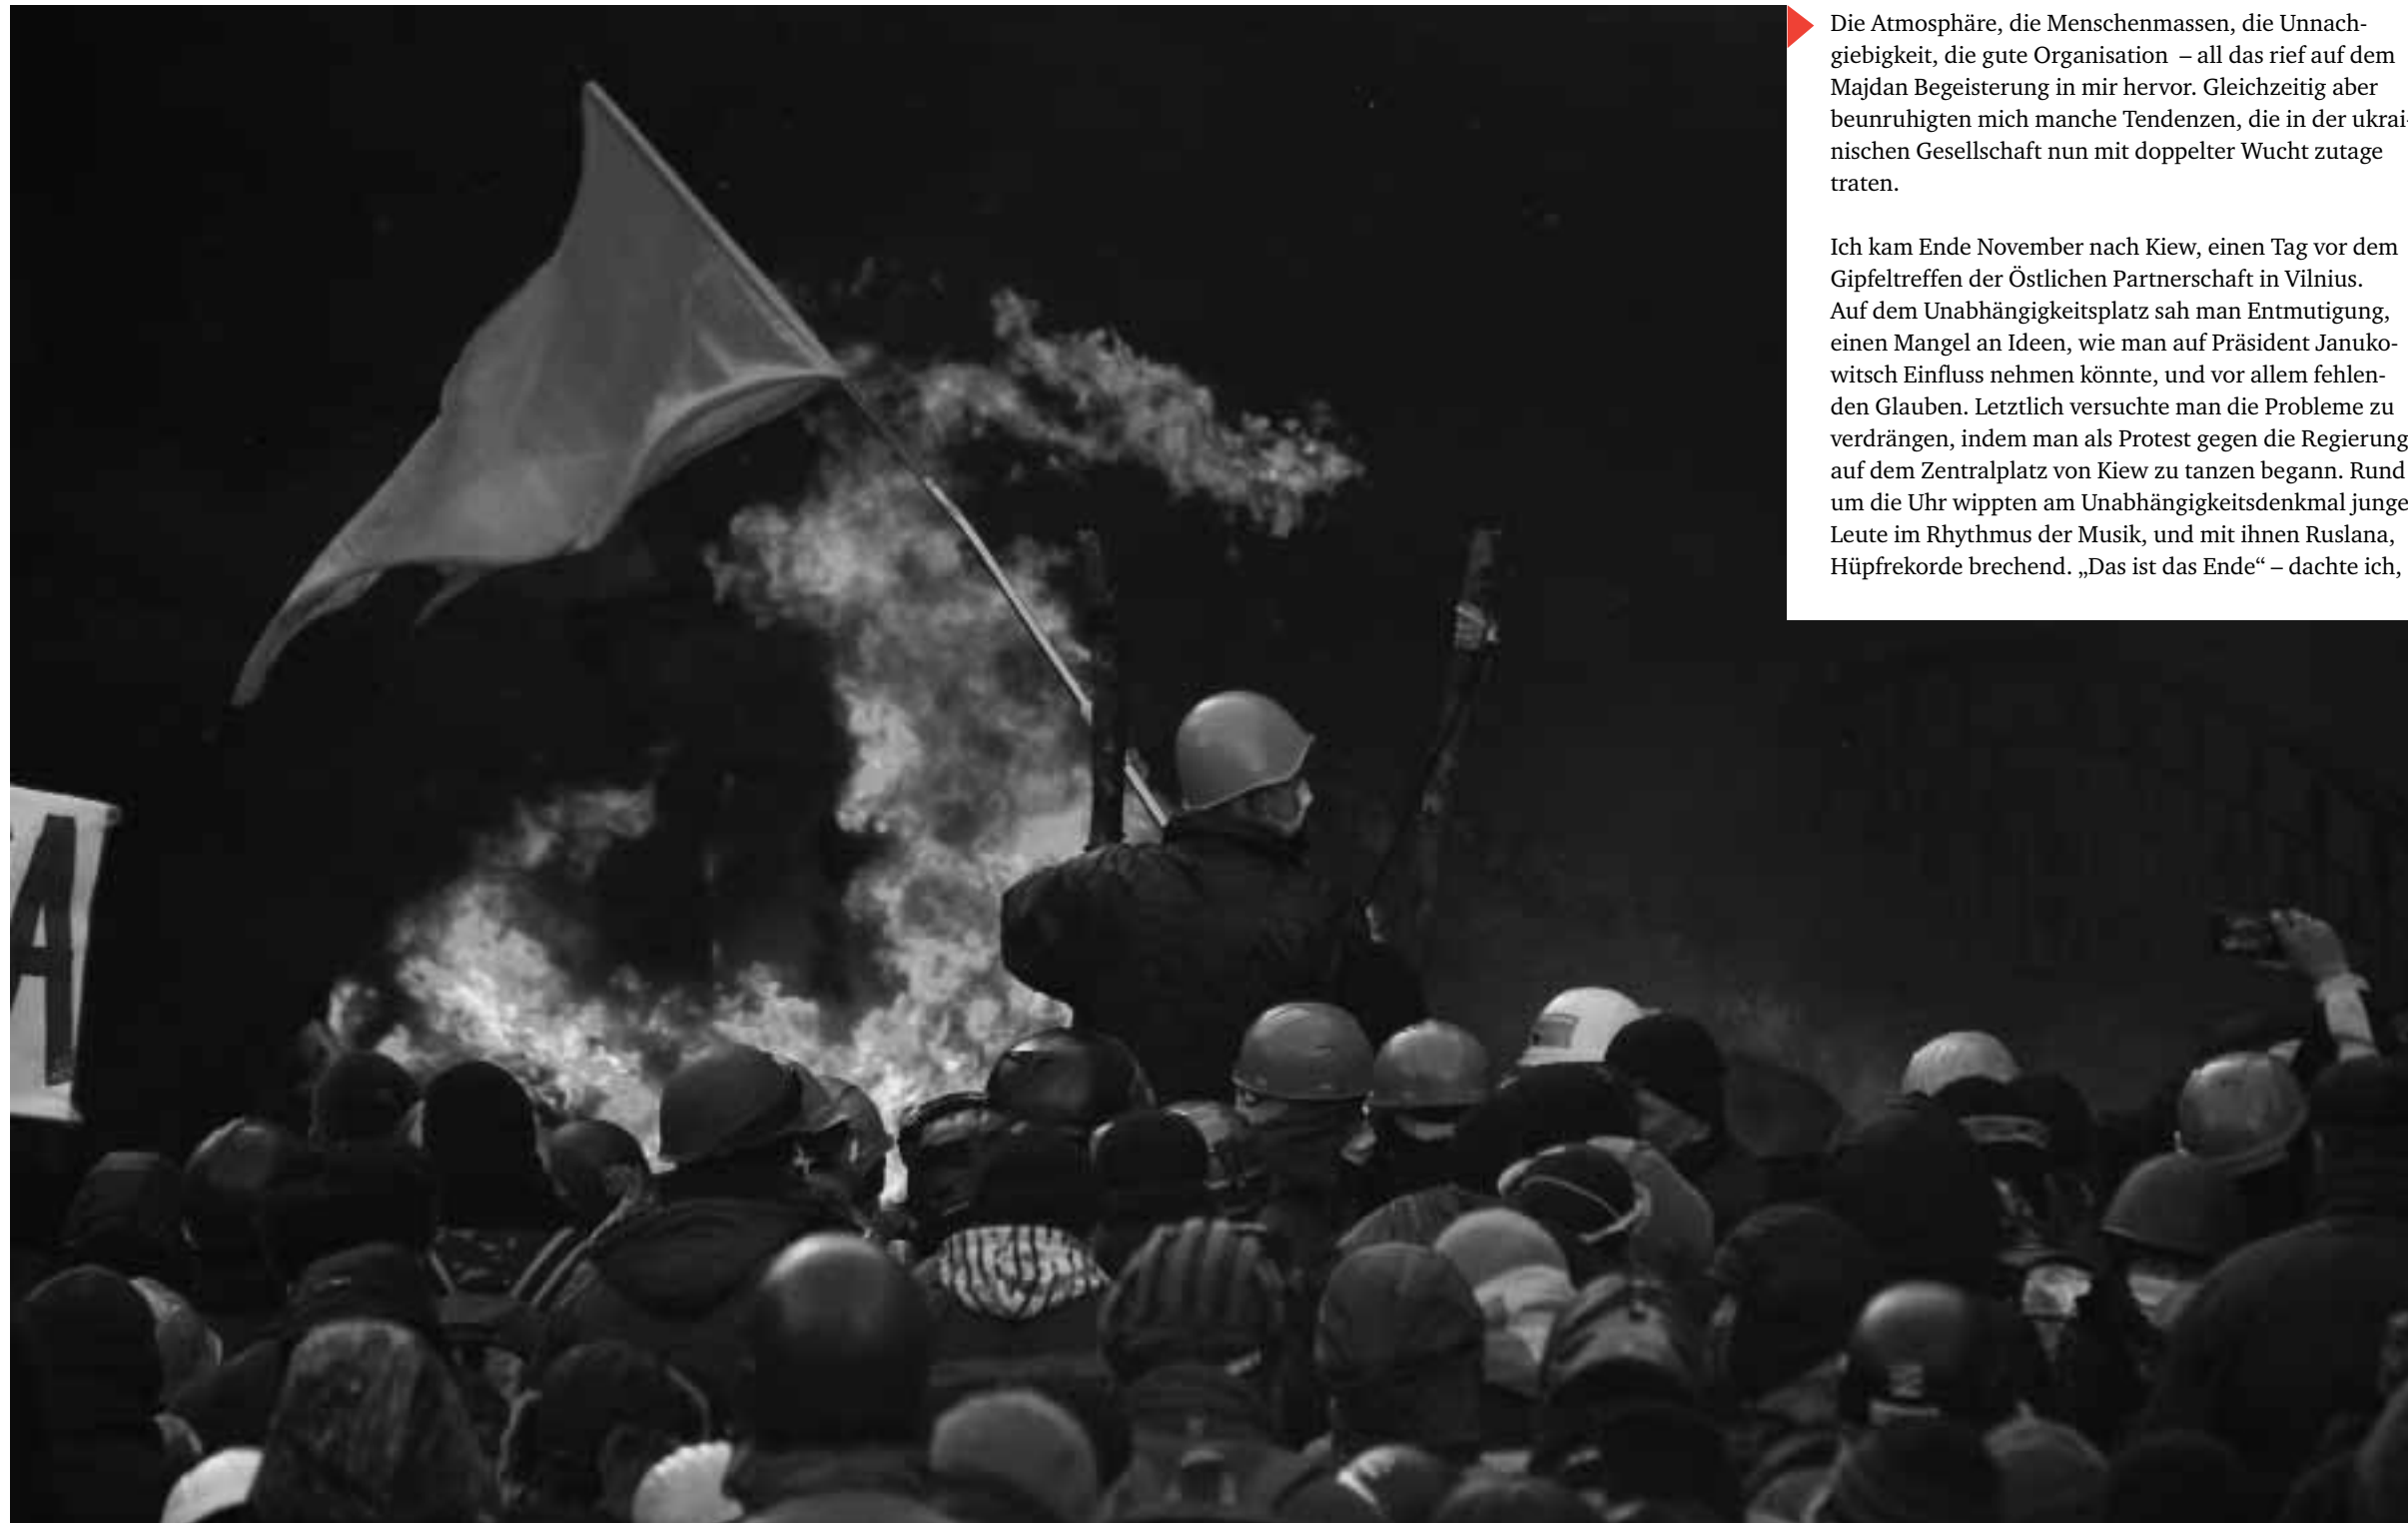 Die Atmosphäre, die Menschenmassen, die Unnach-
giebigkeit, die gute Organisation – all das rief auf dem
Majdan Begeisterung in mir hervor. Gleichzeitig aber
beunruhigten mich manche Tendenzen, die in der ukrai-
nischen Gesellschaft nun mit doppelter Wucht zutage
traten.
Ich kam Ende November nach Kiew, einen Tag vor dem
Gipfeltreffen der Östlichen Partnerschaft in Vilnius.
Auf dem Unabhängigkeitsplatz sah man Entmutigung,
einen Mangel an Ideen, wie man auf Präsident Januko-
witsch Einfluss nehmen könnte, und vor allem fehlen-
den Glauben. Letztlich versuchte man die Probleme zu
verdrängen, indem man als Protest gegen die Regierung
auf dem Zentralplatz von Kiew zu tanzen begann. Rund
um die Uhr wippten am Unabhängigkeitsdenkmal junge
Leute im Rhythmus der Musik, und mit ihnen Ruslana,
Hüpfrekorde brechend. „Das ist das Ende“ – dachte ich,
А